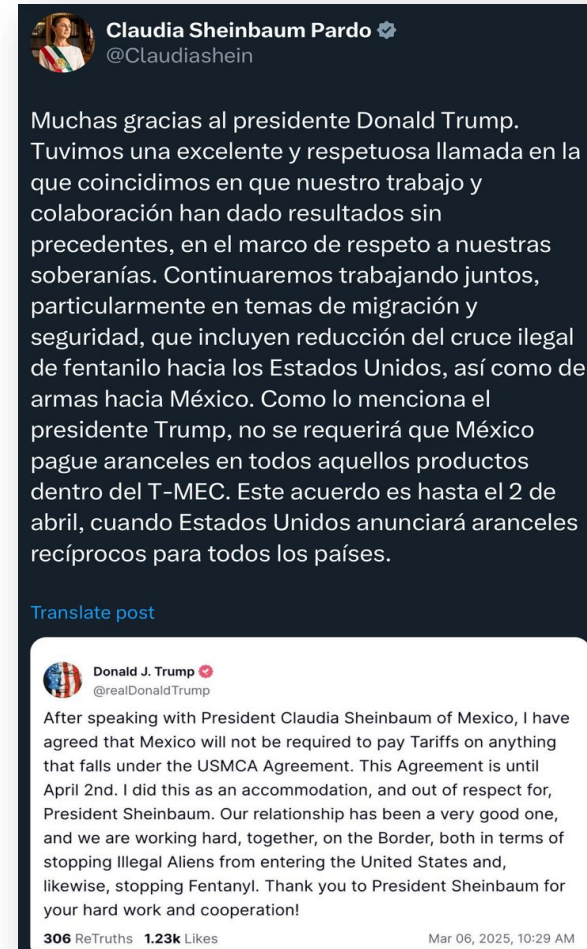 Claudia Sheinbaum Pardo
@Claudiashein
Muchas gracias al presidente Donald Trump.
Tuvimos una excelente y respetuosa llamada en la
que coincidimos en que nuestro trabajo y
colaboración han dado resultados sin
precedentes, en el marco de respeto a nuestras
soberanías. Continuaremos trabajando juntos,
particularmente en temas de migración y
seguridad, que incluyen reducción del cruce ilegal
de fentanilo hacia los Estados Unidos, así como de
armas hacia México. Como lo menciona el
presidente Trump, no se requerirá que México
pague aranceles en todos aquellos productos
dentro del T-MEC. Este acuerdo es hasta el 2 de
abril, cuando Estados Unidos anunciará aranceles
recíprocos para todos los países.
Translate post
Donald J. Trump
@realDonaldTrump
After speaking with President Claudia Sheinbaum of Mexico, I have
agreed that Mexico will not be required to pay Tariffs on anything
that falls under the USMCA Agreement. This Agreement is until
April 2nd. I did this as an accommodation, and out of respect for,
President Sheinbaum. Our relationship has been a very good one,
and we are working hard, together, on the Border, both in terms of
stopping Illegal Aliens from entering the United States and,
likewise, stopping Fentanyl. Thank you to President Sheinbaum for
your hard work and cooperation!
306 ReTruths 1.23k Likes Mar 06, 2025, 10:29 AM